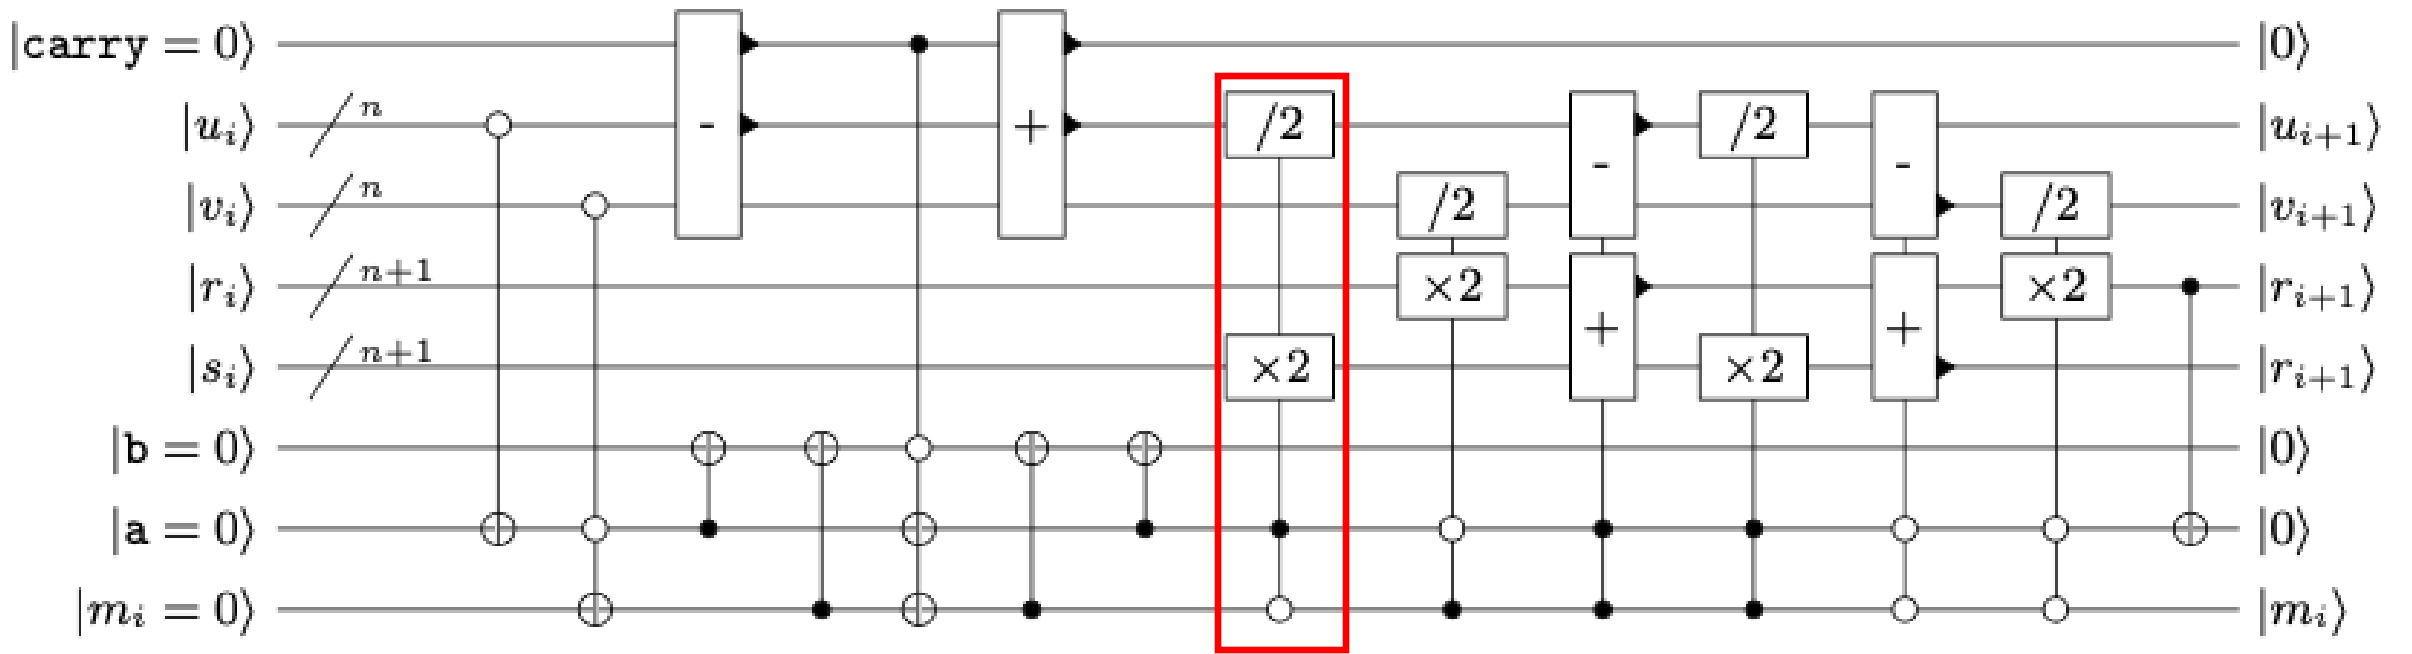 |carry = 0⟩ - + |0⟩
|u_i⟩ n /2 - /2 - |u_{i+1}⟩
|v_i⟩ n /2 /2 |v_{i+1}⟩
|r_i⟩ n+1 ×2 + + ×2 |r_{i+1}⟩
|s_i⟩ n+1 ×2 ×2 |r_{i+1}⟩
|b = 0⟩ |0⟩
|a = 0⟩ |0⟩
|m_i = 0⟩ |m_i⟩